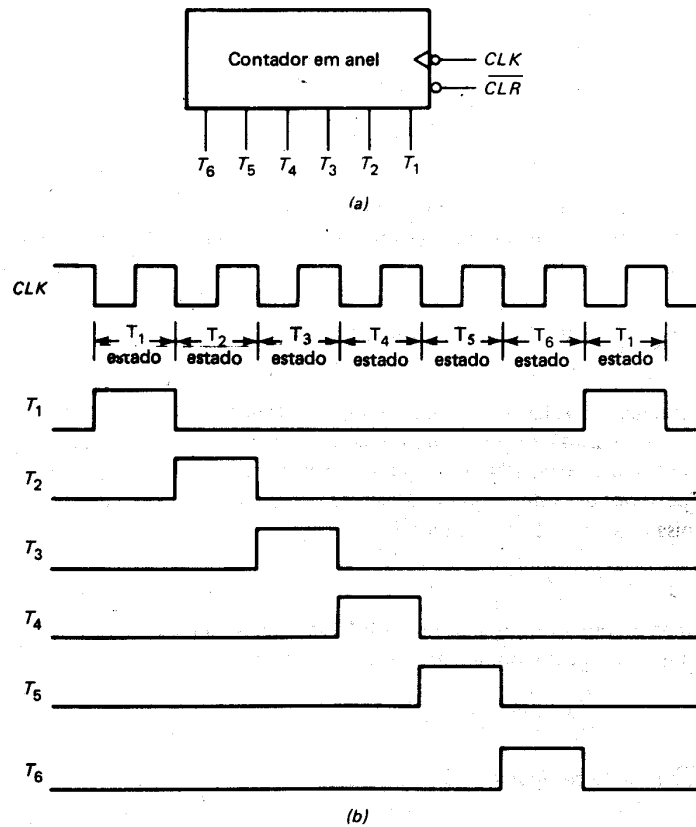 Contador em anel
CLK
CLR
T6 T5 T4 T3 T2 T1
(a)
CLK
T1 T2 T3 T4 T5 T6 T1
estado estado estado estado estado estado estado
T1
T2
T3
T4
T5
T6
(b)